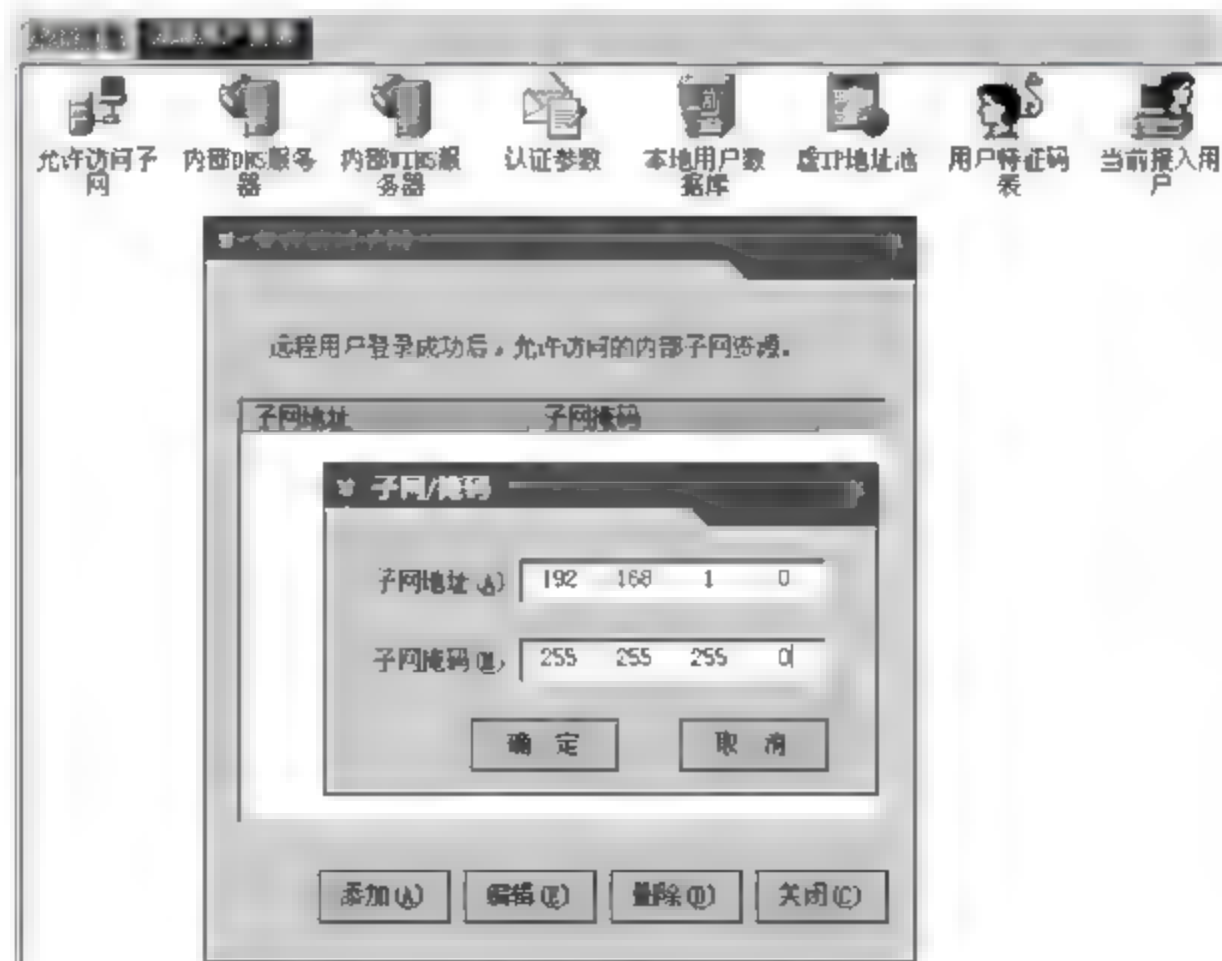 允许访问子网
内部DNS服务器
内部WINS服务器
认证参数
本地用户数据库
虚IP地址池
用户特征码表
当前接入用户
远程用户登录成功后，允许访问的内部子网资源.
子网地址 子网掩码
子网/掩码
子网地址(A) 192 168 1 0
子网掩码(M) 255 255 255 0
确 定 取 消
添加(A) 编辑(E) 删除(D) 关闭(C)